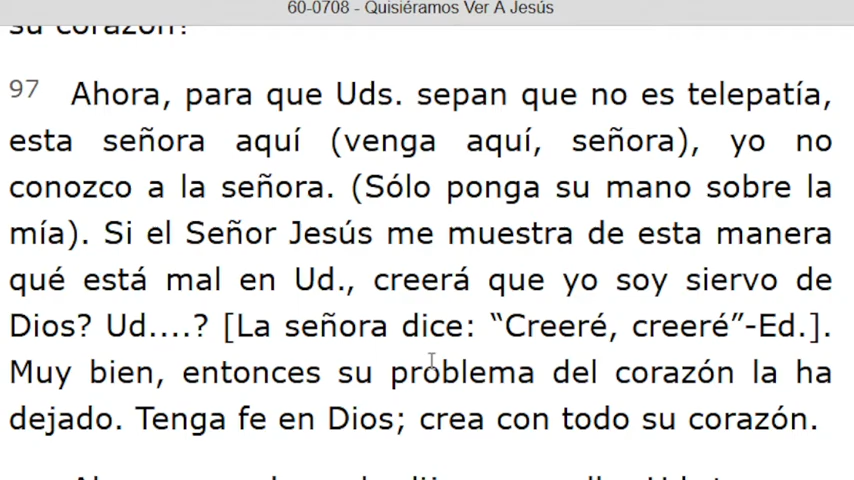 60-0708 - Quisiéramos Ver A Jesús
su corazón?
97 Ahora, para que Uds. sepan que no es telepatía,
esta señora aquí (venga aquí, señora), yo no
conozco a la señora. (Sólo ponga su mano sobre la
mía). Si el Señor Jesús me muestra de esta manera
qué está mal en Ud., creerá que yo soy siervo de
Dios? Ud....? [La señora dice: “Creeré, creeré”-Ed.].
Muy bien, entonces su problema del corazón la ha
dejado. Tenga fe en Dios; crea con todo su corazón.